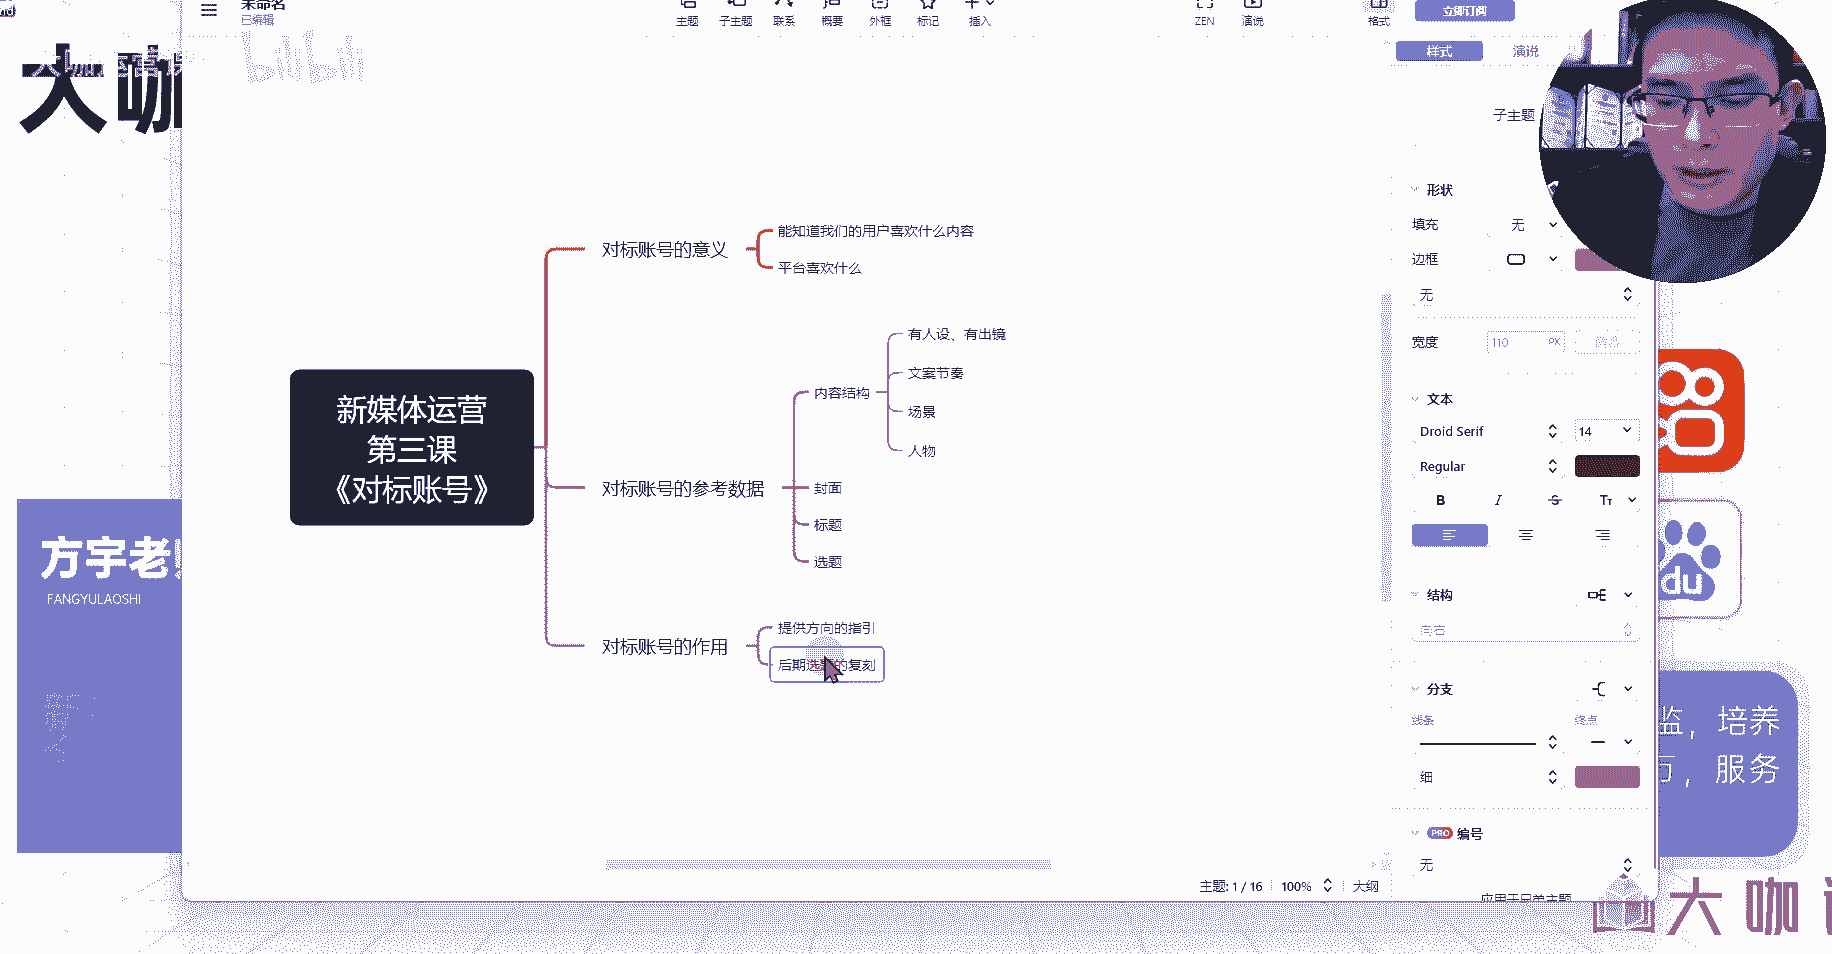 未命名
已编辑
主题 子主题 联系 概要 外框 标记 插入
ZEN 演说
格式
立即订阅
bilibili
样式 演说
大咖
子主题
形状
填充 无
边框
无
宽度 110 PX
文本
Droid Serif 14
Regular
B I S TT
结构
向右
分支
线条 终点
细
PRO 编号
无
应用于兄弟主题
新媒体运营
第三课
《对标账号》
对标账号的意义
能知道我们的用户喜欢什么内容
平台喜欢什么
对标账号的参考数据
内容结构
有人设、有出镜
文案节奏
场景
人物
封面
标题
选题
对标账号的作用
提供方向的指引
后期选题的复刻
方宇老
FANGYULAOSHI
du
监，培养
万，服务
主题: 1 / 16 100% 大纲
大咖